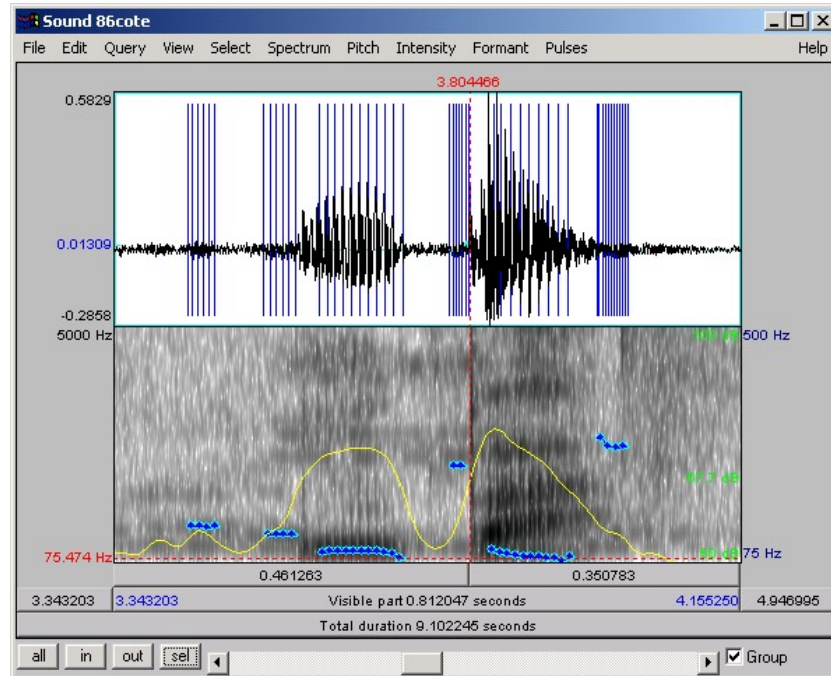 Sound 86cote
File Edit Query View Select Spectrum Pitch Intensity Formant Pulses Help
3.804466
0.5829
0.01309
-0.2858
5000 Hz 500 Hz
75.474 Hz 75 Hz
0.461263 0.350783
3.343203 3.343203 Visible part 0.812047 seconds 4.155250 4.946995
Total duration 9.102245 seconds
all in out sel Group